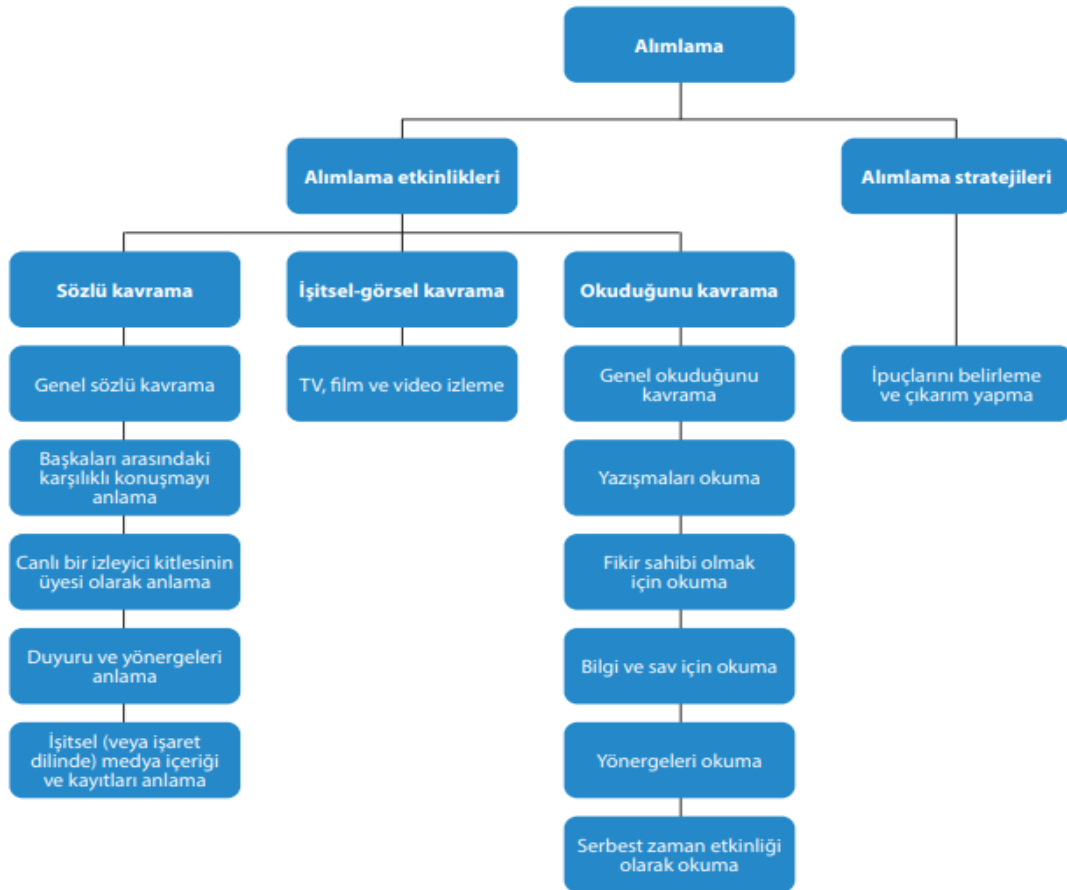 Alımlama
Alımlama etkinlikleri
Alımlama stratejileri
Sözlü kavrama
İşitsel-görsel kavrama
Okuduğunu kavrama
Genel sözlü kavrama
TV, film ve video izleme
Genel okuduğunu
kavrama
İpuçlarını belirleme
ve çıkarım yapma
Başkaları arasındaki
karşılıklı konuşmayı
anlama
Yazışmaları okuma
Canlı bir izleyici kitlesinin
üyesi olarak anlama
Fikir sahibi olmak
için okuma
Duyuru ve yönergeleri
anlama
Bilgi ve sav için okuma
İşitsel (veya işaret
dilinde) medya içeriği
ve kayıtları anlama
Yönergeleri okuma
Serbest zaman etkinliği
olarak okuma